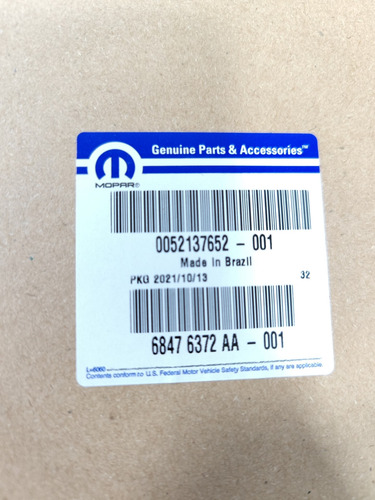 Genuine Parts & Accessories™
MOPAR®
0052137652 - 001
Made in Brazil
PKG 2021/10/13 32
6847 6372 AA - 001
L=6060
Contents conform to U.S. Federal Motor Vehicle Safety Standards, if any are applicable.